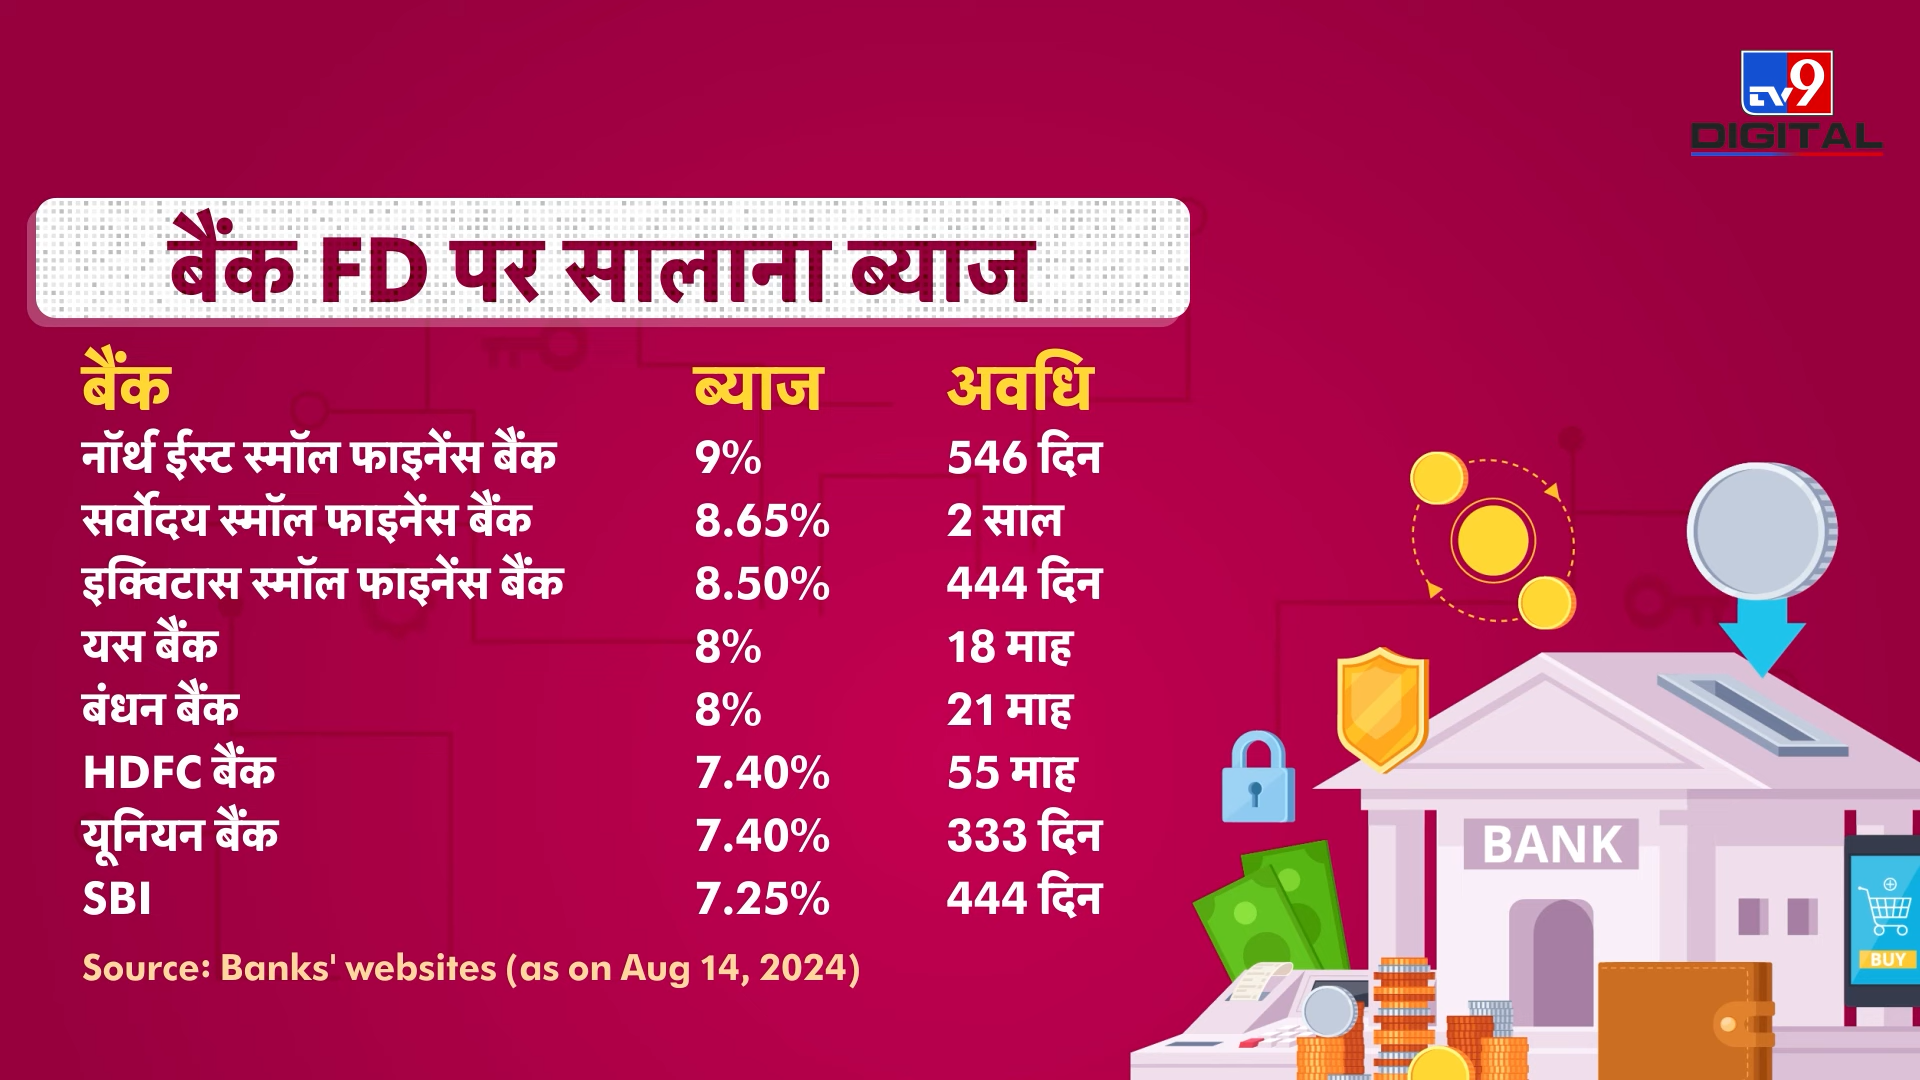 TV9
DIGITAL
बैंक FD पर सालाना ब्याज
बैंक ब्याज अवधि
नॉर्थ ईस्ट स्मॉल फाइनेंस बैंक 9% 546 दिन
सर्वोदय स्मॉल फाइनेंस बैंक 8.65% 2 साल
इक्विटास स्मॉल फाइनेंस बैंक 8.50% 444 दिन
यस बैंक 8% 18 माह
बंधन बैंक 8% 21 माह
HDFC बैंक 7.40% 55 माह
यूनियन बैंक 7.40% 333 दिन
SBI 7.25% 444 दिन
Source: Banks' websites (as on Aug 14, 2024)
BANK
BUY